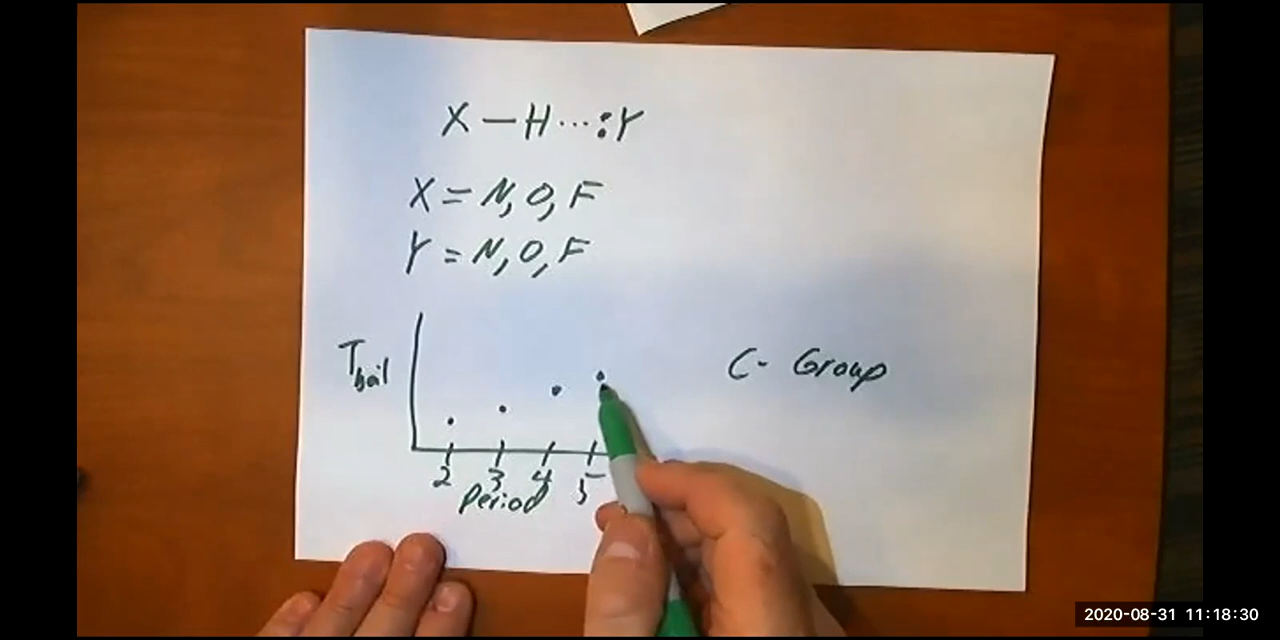 X — H ··· :Y
X = N, O, F
Y = N, O, F
Tboil
C - Group
2 3 4 5
Period
2020-08-31 11:18:30